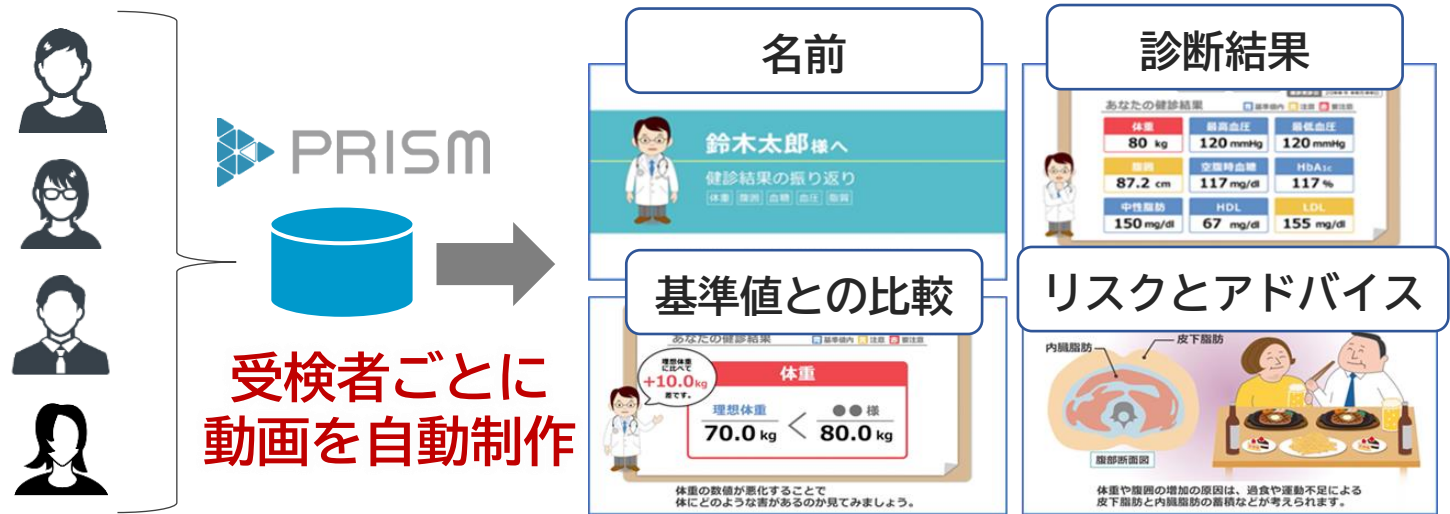 PRISM
受検者ごとに
動画を自動制作
名前
鈴木太郎様へ
健診結果の振り返り
体重 腹囲 血糖 血圧 脂質
診断結果
あなたの健診結果 基準値内 注意 要注意
体重 最高血圧 最低血圧
80 kg 120 mmHg 120 mmHg
腹囲 空腹時血糖 HbA1c
87.2 cm 117 mg/dl 117 %
中性脂肪 HDL LDL
150 mg/dl 67 mg/dl 155 mg/dl
基準値との比較
あなたの健診結果 基準値内 注意 要注意
理想体重
に比べて
+10.0kg
差です。
体重
理想体重 ●●様
70.0 kg < 80.0 kg
体重の数値が悪化することで
体にどのような害があるのか見てみましょう。
リスクとアドバイス
内臓脂肪 皮下脂肪
腹部断面図
体重や腹囲の増加の原因は、過食や運動不足による
皮下脂肪と内臓脂肪の蓄積などが考えられます。